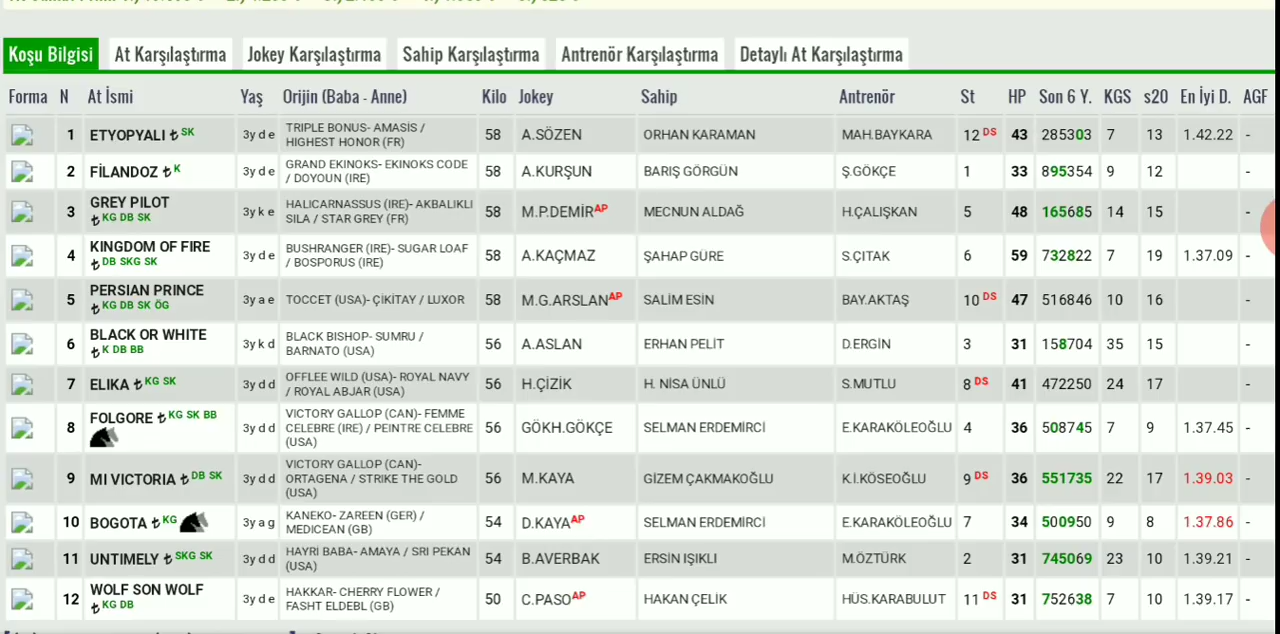 Koşu Bilgisi At Karşılaştırma Jokey Karşılaştırma Sahip Karşılaştırma Antrenör Karşılaştırma Detaylı At Karşılaştırma
Forma N At İsmi Yaş Orijin (Baba - Anne) Kilo Jokey Sahip Antrenör St HP Son 6 Y. KGS s20 En İyi D. AGF
1 ETYOPYALI ₺ SK 3y d e TRIPLE BONUS- AMASİS / HIGHEST HONOR (FR) 58 A.SÖZEN ORHAN KARAMAN MAH.BAYKARA 12 DS 43 285303 7 13 1.42.22 -
2 FİLANDOZ ₺ K 3y d e GRAND EKINOKS- EKINOKS CODE / DOYOUN (IRE) 58 A.KURŞUN BARIŞ GÖRGÜN Ş.GÖKÇE 1 33 895354 9 12 -
3 GREY PILOT ₺ KG DB SK 3y k e HALICARNASSUS (IRE)- AKBALIKLI SILA / STAR GREY (FR) 58 M.P.DEMİR AP MECNUN ALDAĞ H.ÇALIŞKAN 5 48 165685 14 15 -
4 KINGDOM OF FIRE ₺ DB SKG SK 3y d e BUSHRANGER (IRE)- SUGAR LOAF / BOSPORUS (IRE) 58 A.KAÇMAZ ŞAHAP GÜRE S.ÇITAK 6 59 732822 7 19 1.37.09 -
5 PERSIAN PRINCE ₺ KG DB SK ÖG 3y a e TOCCET (USA)- ÇİKİTAY / LUXOR 58 M.G.ARSLAN AP SALİM ESİN BAY.AKTAŞ 10 DS 47 516846 10 16 -
6 BLACK OR WHITE ₺ K DB BB 3y k d BLACK BISHOP- SUMRU / BARNATO (USA) 56 A.ASLAN ERHAN PELİT D.ERGİN 3 31 158704 35 15 -
7 ELIKA ₺ KG SK 3y d d OFFLEE WILD (USA)- ROYAL NAVY / ROYAL ABJAR (USA) 56 H.ÇİZİK H. NİSA ÜNLÜ S.MUTLU 8 DS 41 472250 24 17 -
8 FOLGORE ₺ KG SK BB 3y d d VICTORY GALLOP (CAN)- FEMME CELEBRE (IRE) / PEINTRE CELEBRE (USA) 56 GÖKH.GÖKÇE SELMAN ERDEMİRCİ E.KARAKÖLEOĞLU 4 36 508745 7 9 1.37.45 -
9 MI VICTORIA ₺ DB SK 3y d d VICTORY GALLOP (CAN)- ORTAGENA / STRIKE THE GOLD (USA) 56 M.KAYA GİZEM ÇAKMAKOĞLU K.İ.KÖSEOĞLU 9 DS 36 551735 22 17 1.39.03 -
10 BOGOTA ₺ KG 3y a g KANEKO- ZAREEN (GER) / MEDICEAN (GB) 54 D.KAYA AP SELMAN ERDEMİRCİ E.KARAKÖLEOĞLU 7 34 500950 9 8 1.37.86 -
11 UNTIMELY ₺ SKG SK 3y d d HAYRI BABA- AMAYA / SRI PEKAN (USA) 54 B.AVERBAK ERSİN IŞIKLI M.ÖZTÜRK 2 31 745069 23 10 1.39.21 -
12 WOLF SON WOLF ₺ KG DB 3y d e HAKKAR- CHERRY FLOWER / FASHT ELDEBL (GB) 50 C.PASO AP HAKAN ÇELİK HÜS.KARABULUT 11 DS 31 752638 7 10 1.39.17 -